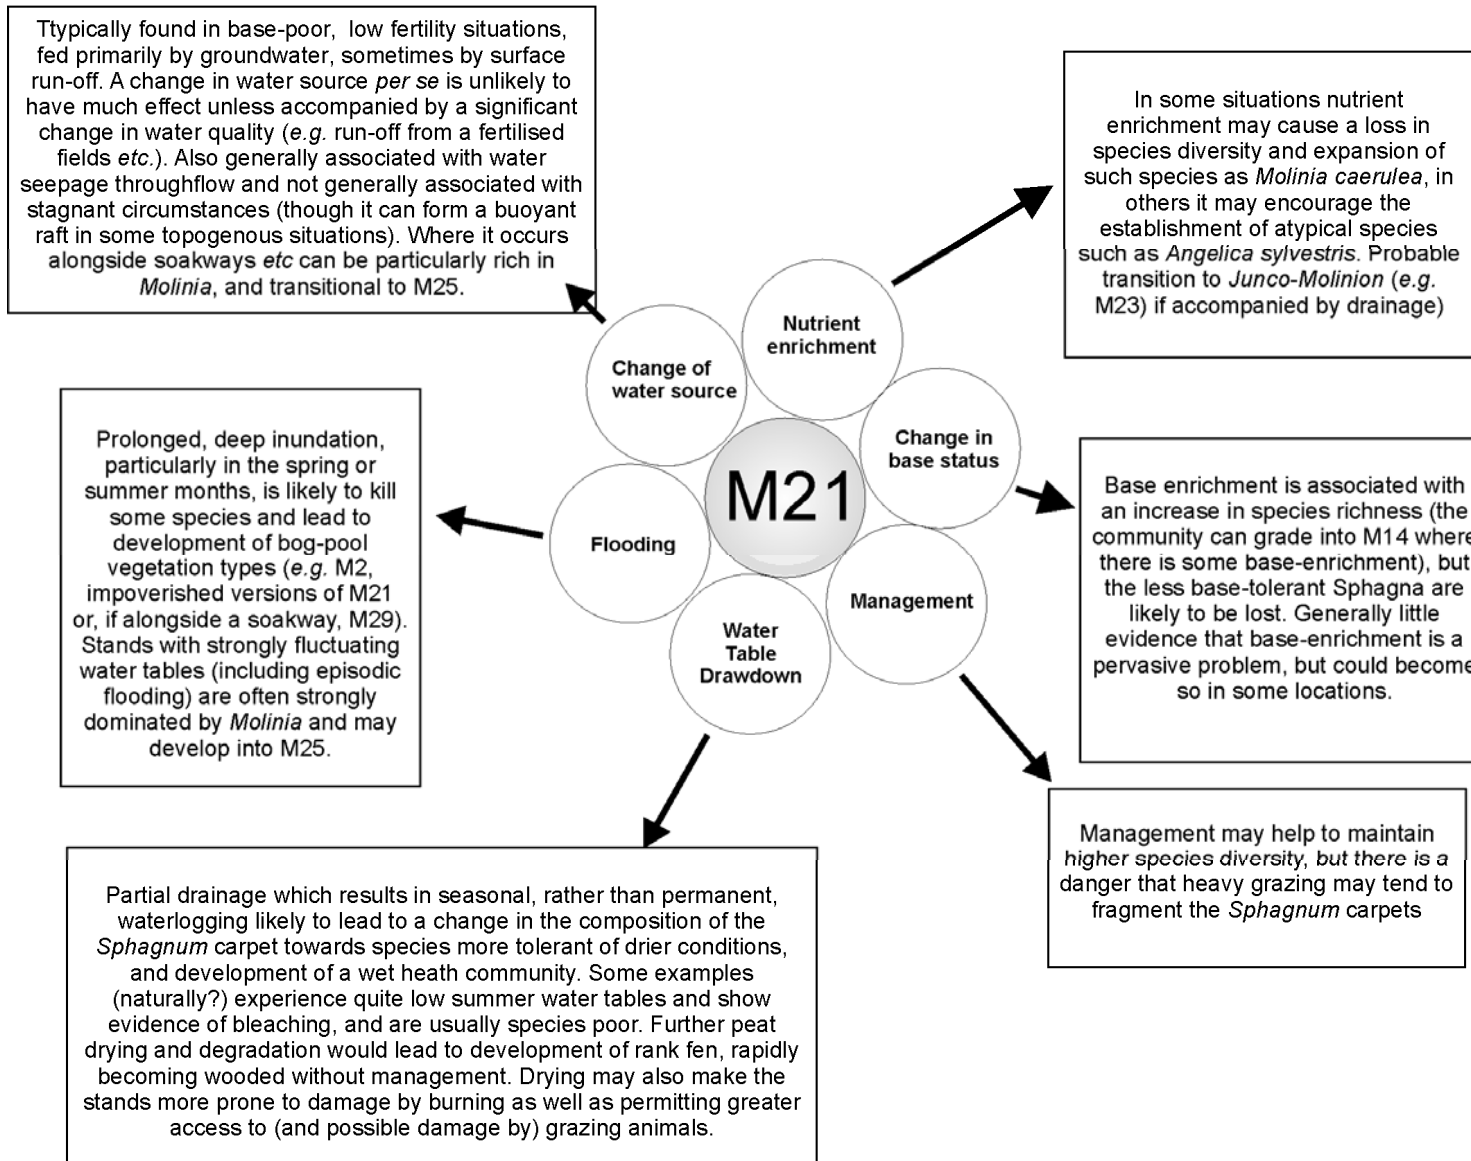 Ttypically found in base-poor, low fertility situations,
fed primarily by groundwater, sometimes by surface
run-off. A change in water source per se is unlikely to
have much effect unless accompanied by a significant
change in water quality (e.g. run-off from a fertilised
fields etc.). Also generally associated with water
seepage throughflow and not generally associated with
stagnant circumstances (though it can form a buoyant
raft in some topogenous situations). Where it occurs
alongside soakways etc can be particularly rich in
Molinia, and transitional to M25.
In some situations nutrient
enrichment may cause a loss in
species diversity and expansion of
such species as Molinia caerulea, in
others it may encourage the
establishment of atypical species
such as Angelica sylvestris. Probable
transition to Junco-Molinion (e.g.
M23) if accompanied by drainage)
Nutrient
enrichment
Change of
water source
Change in
base status
M21
Flooding
Management
Water
Table
Drawdown
Prolonged, deep inundation,
particularly in the spring or
summer months, is likely to kill
some species and lead to
development of bog-pool
vegetation types (e.g. M2,
impoverished versions of M21
or, if alongside a soakway, M29).
Stands with strongly fluctuating
water tables (including episodic
flooding) are often strongly
dominated by Molinia and may
develop into M25.
Base enrichment is associated with
an increase in species richness (the
community can grade into M14 where
there is some base-enrichment), but
the less base-tolerant Sphagna are
likely to be lost. Generally little
evidence that base-enrichment is a
pervasive problem, but could become
so in some locations.
Management may help to maintain
higher species diversity, but there is a
danger that heavy grazing may tend to
fragment the Sphagnum carpets
Partial drainage which results in seasonal, rather than permanent,
waterlogging likely to lead to a change in the composition of the
Sphagnum carpet towards species more tolerant of drier conditions,
and development of a wet heath community. Some examples
(naturally?) experience quite low summer water tables and show
evidence of bleaching, and are usually species poor. Further peat
drying and degradation would lead to development of rank fen, rapidly
becoming wooded without management. Drying may also make the
stands more prone to damage by burning as well as permitting greater
access to (and possible damage by) grazing animals.